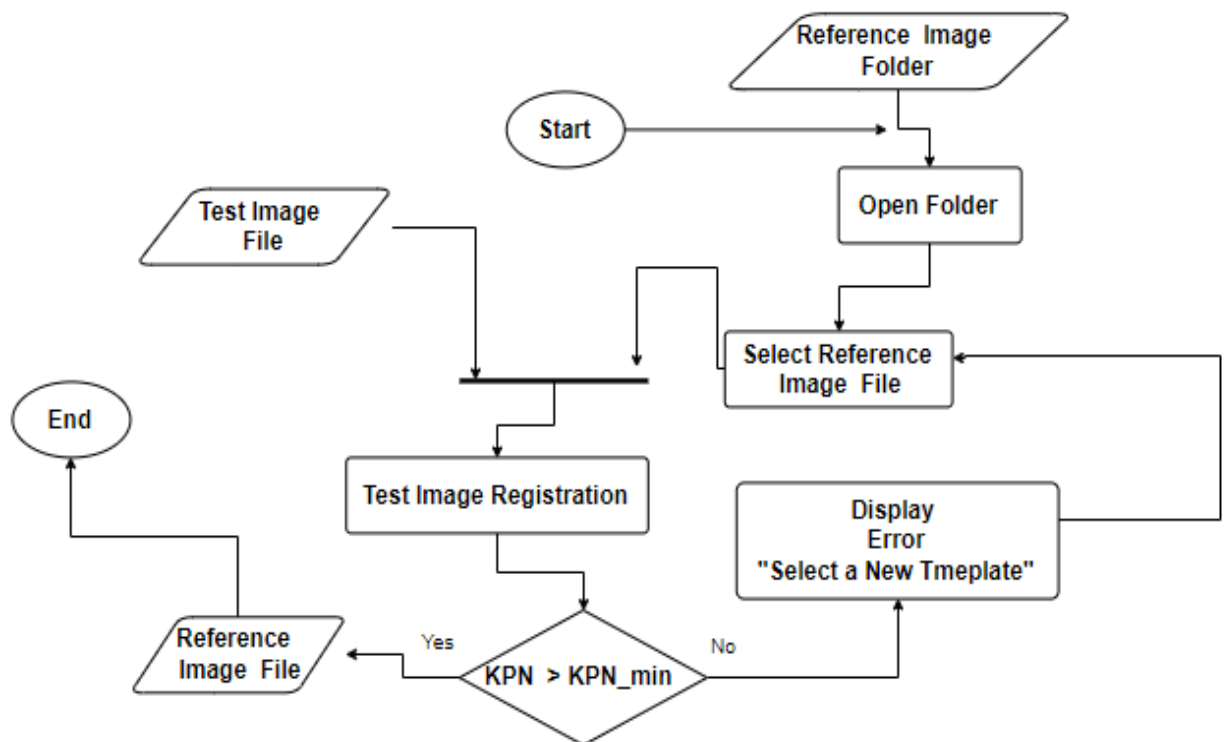 Reference Image
Folder
Start
Open Folder
Test Image
File
Select Reference
Image File
End
Test Image Registration
Display
Error
"Select a New Tmeplate"
Yes
No
KPN > KPN_min
Reference
Image File